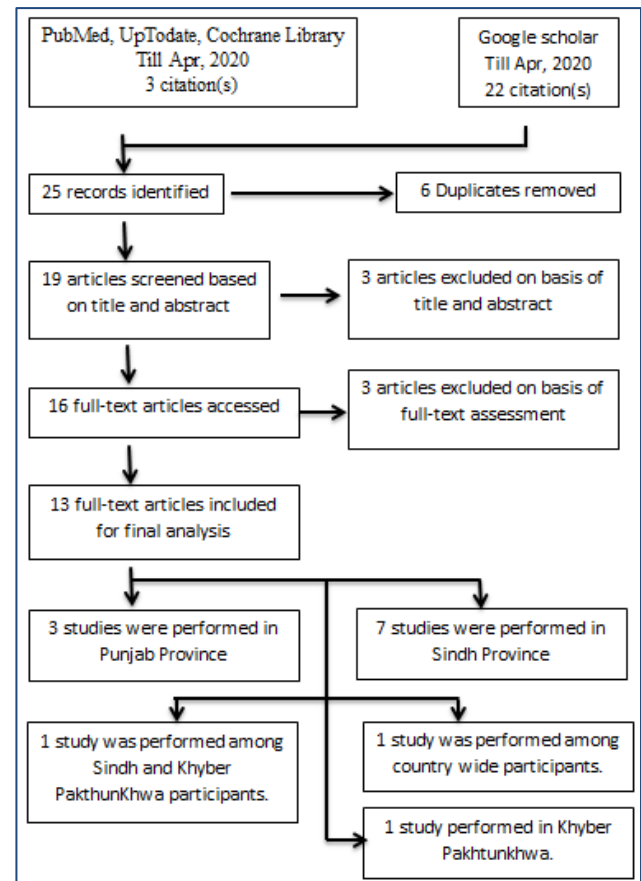 PubMed, UpTodate, Cochrane Library
Till Apr, 2020
3 citation(s)
Google scholar
Till Apr, 2020
22 citation(s)
25 records identified
6 Duplicates removed
19 articles screened based
on title and abstract
3 articles excluded on basis of
title and abstract
16 full-text articles accessed
3 articles excluded on basis of
full-text assessment
13 full-text articles included
for final analysis
3 studies were performed in
Punjab Province
7 studies were performed in
Sindh Province
1 study was performed among
Sindh and Khyber
PakthunKhwa participants.
1 study was performed among
country wide participants.
1 study performed in Khyber
Pakhtunkhwa.